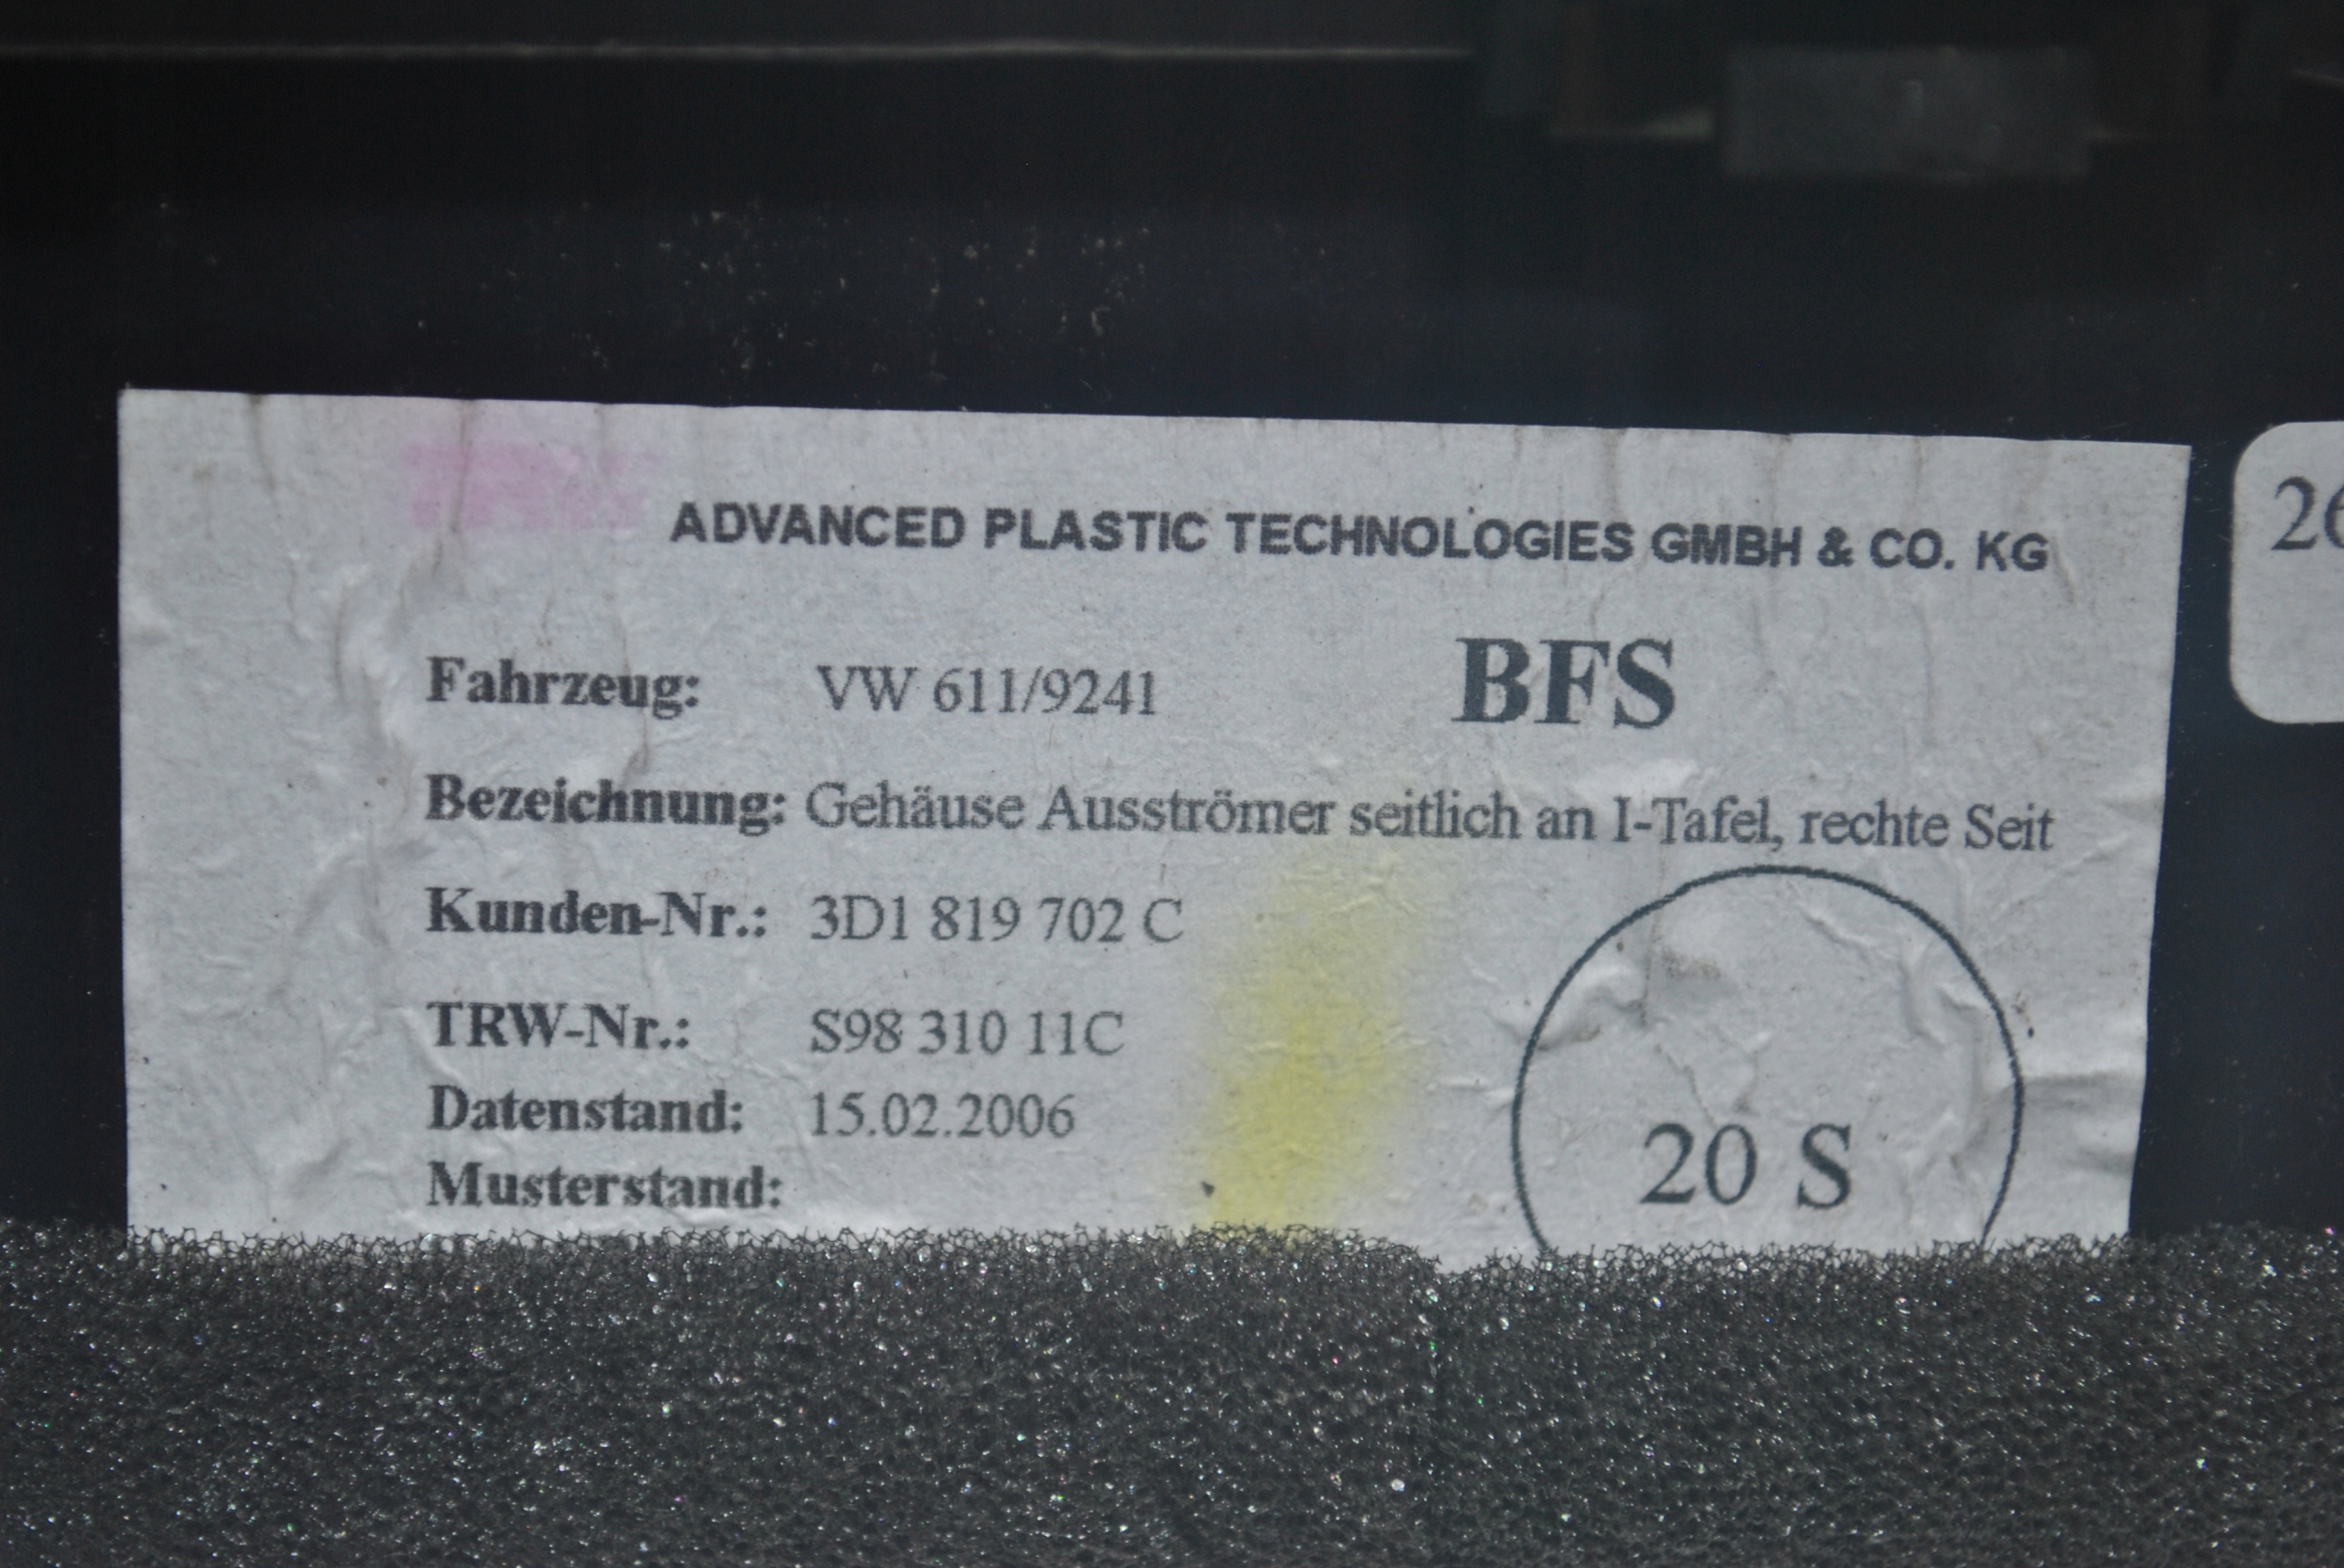 ADVANCED PLASTIC TECHNOLOGIES GMBH & CO. KG
Fahrzeug: VW 611/9241 BFS
Bezeichnung: Gehäuse Ausströmer seitlich an I-Tafel, rechte Seit
Kunden-Nr.: 3D1 819 702 C
TRW-Nr.: S98 310 11C
Datenstand: 15.02.2006
Musterstand:
20 S